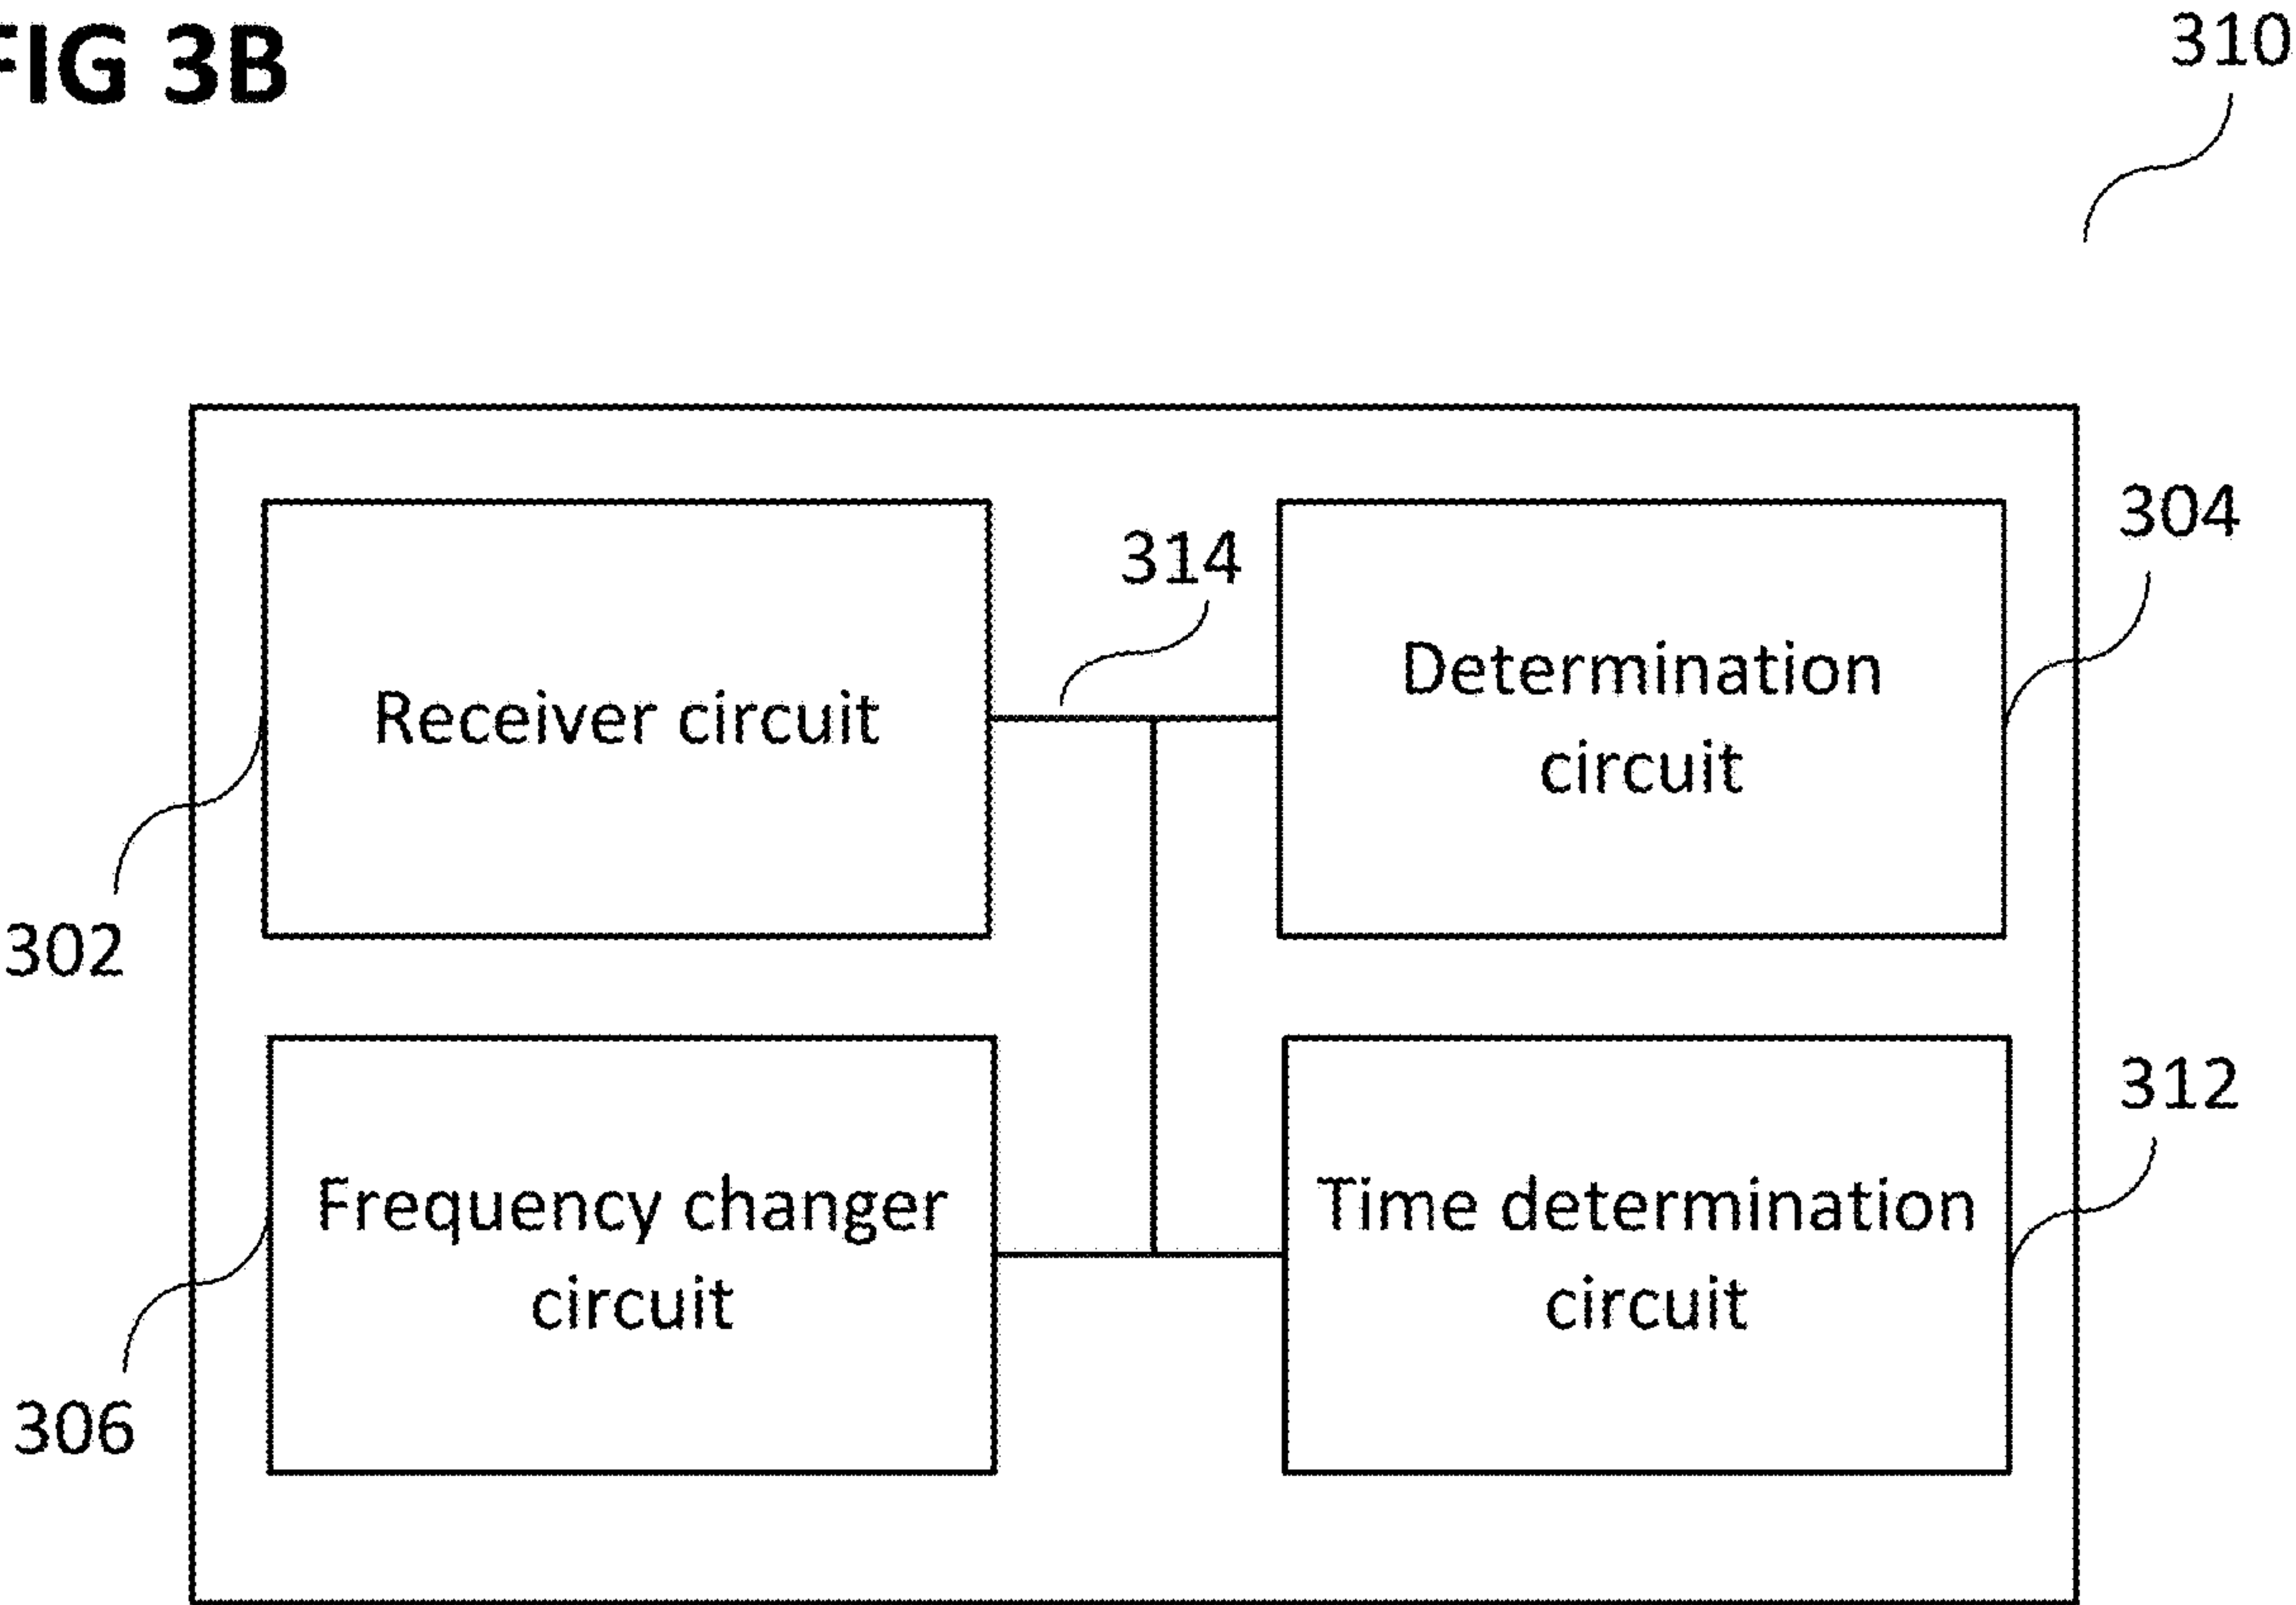 FIG 3B
310
304
314
Receiver circuit
Determination
circuit
302
312
Frequency changer
circuit
Time determination
circuit
306